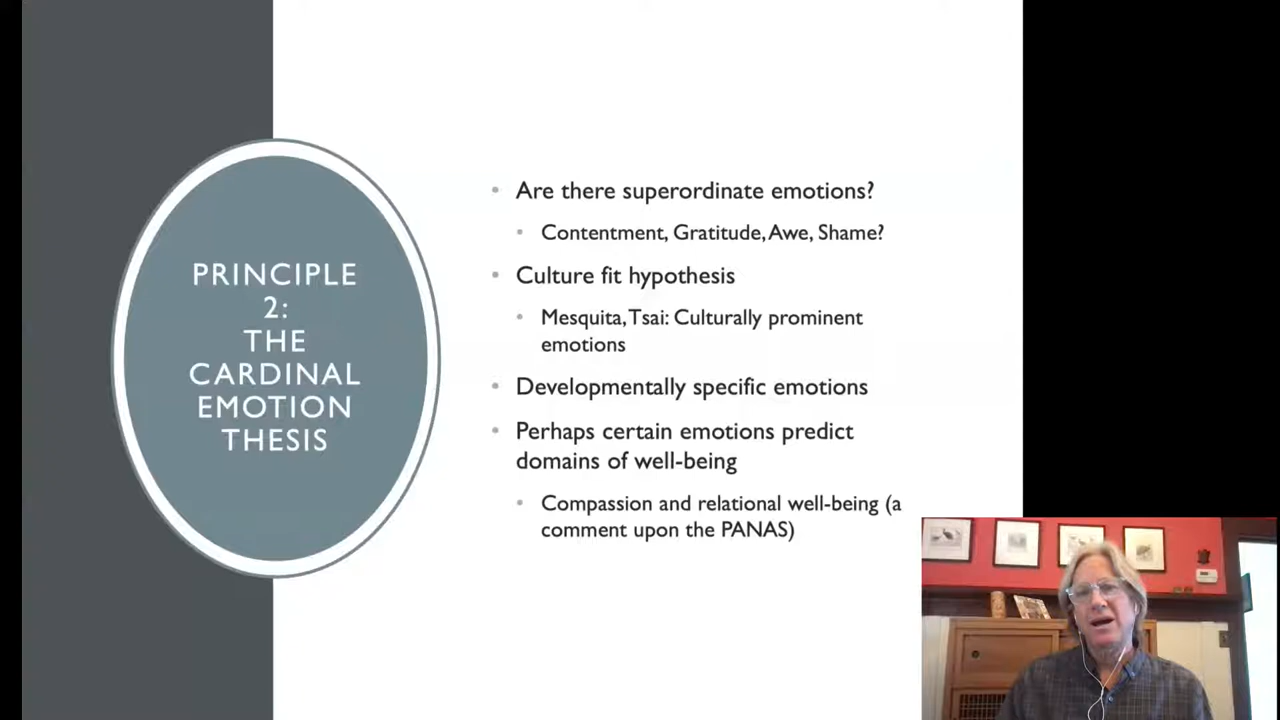 PRINCIPLE
2:
THE
CARDINAL
EMOTION
THESIS
• Are there superordinate emotions?
• Contentment, Gratitude, Awe, Shame?
• Culture fit hypothesis
• Mesquita, Tsai: Culturally prominent
emotions
• Developmentally specific emotions
• Perhaps certain emotions predict
domains of well-being
• Compassion and relational well-being (a
comment upon the PANAS)